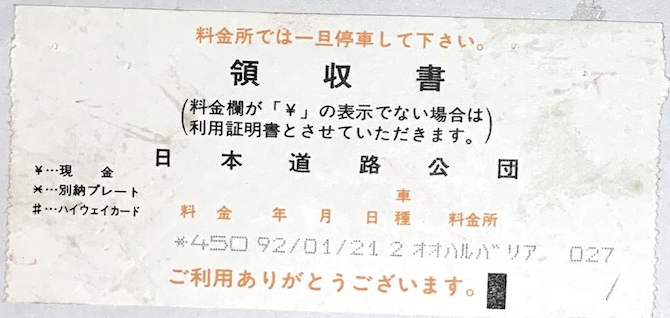 料金所では一旦停車して下さい。
領収書
(料金欄が「¥」の表示でない場合は
利用証明書とさせていただきます。)
日本道路公団
¥…現金
*…別納プレート
#…ハイウェイカード
料金 年月日 車種 料金所
*450 92/01/21 2 オオハルバリア 027
ご利用ありがとうございます。